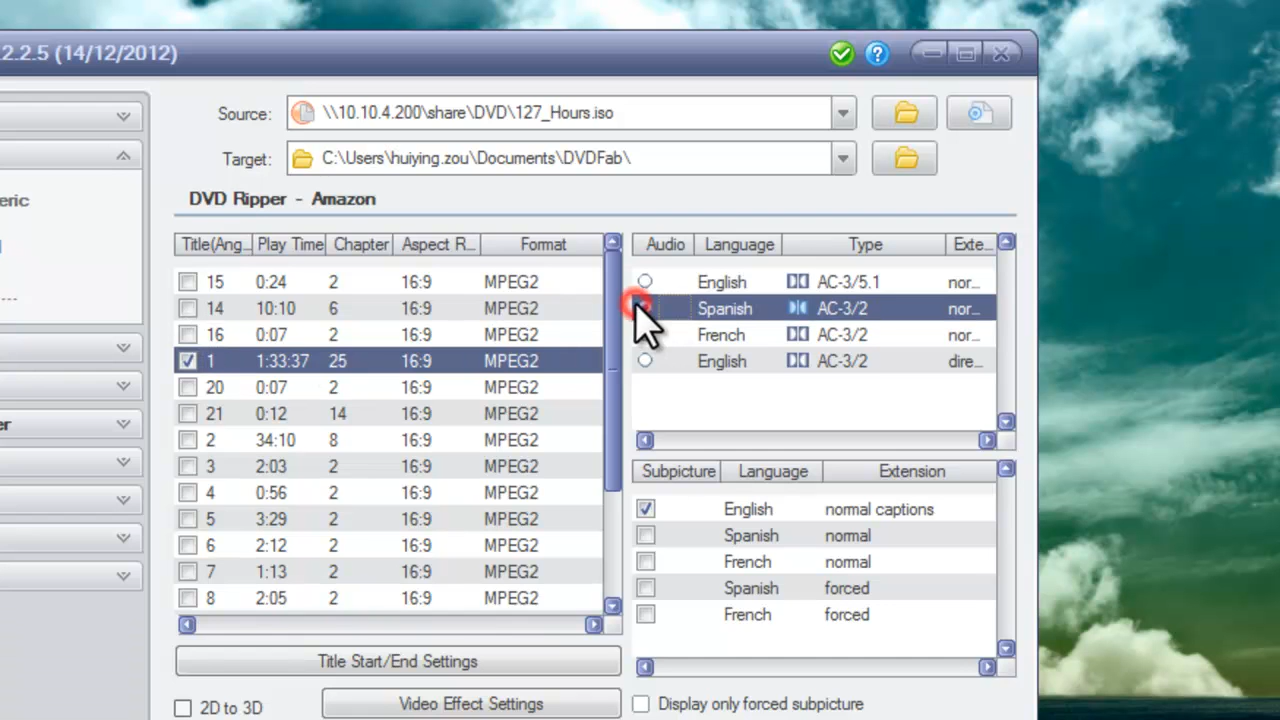 2.2.5 (14/12/2012)
Source: \\10.10.4.200\share\DVD\127_Hours.iso
Target: C:\Users\huiying.zou\Documents\DVDFab\
eric
DVD Ripper - Amazon
Title(Ang... Play Time Chapter Aspect R... Format
15 0:24 2 16:9 MPEG2
14 10:10 6 16:9 MPEG2
16 0:07 2 16:9 MPEG2
1 1:33:37 25 16:9 MPEG2
20 0:07 2 16:9 MPEG2
21 0:12 14 16:9 MPEG2
2 34:10 8 16:9 MPEG2
3 2:03 2 16:9 MPEG2
4 0:56 2 16:9 MPEG2
5 3:29 2 16:9 MPEG2
6 2:12 2 16:9 MPEG2
7 1:13 2 16:9 MPEG2
8 2:05 2 16:9 MPEG2
Audio Language Type Exte...
English AC-3/5.1 nor...
Spanish AC-3/2 nor...
French AC-3/2 nor...
English AC-3/2 dire...
Subpicture Language Extension
English normal captions
Spanish normal
French normal
Spanish forced
French forced
er
Title Start/End Settings
2D to 3D
Video Effect Settings
Display only forced subpicture